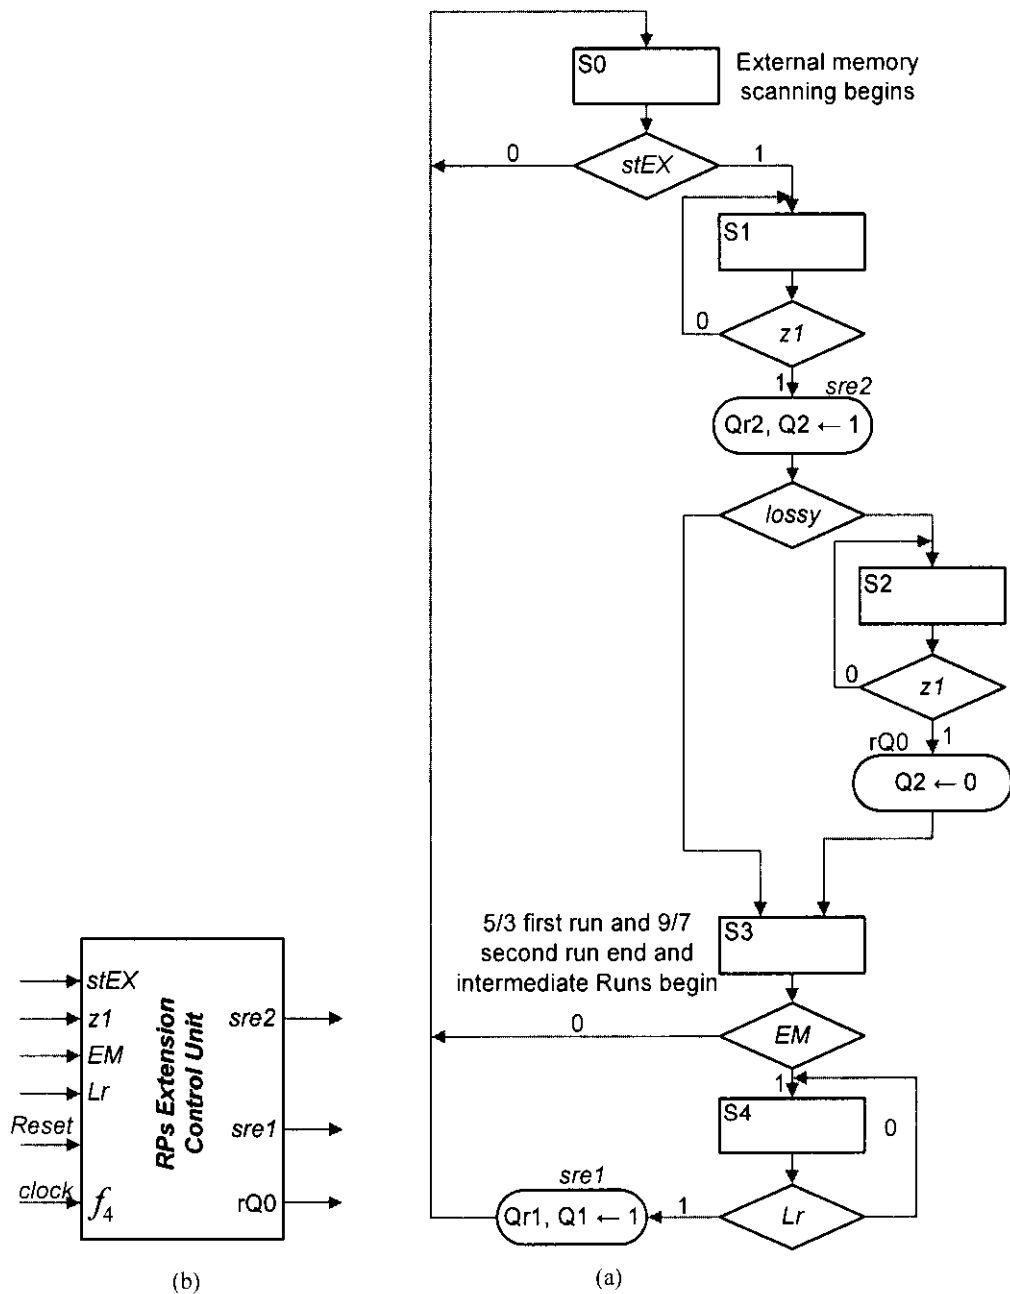 S0
External memory
scanning begins
0
stEX
1
S1
0
z1
1
sre2
Qr2, Q2 ← 1
lossy
S2
0
z1
rQ0
1
Q2 ← 0
5/3 first run and 9/7
second run end and
intermediate Runs begin
S3
0
EM
1
S4
0
sre1
Qr1, Q1 ← 1
1
Lr
(a)
stEX
z1
EM
Lr
Reset
clock
f4
RPs Extension
Control Unit
sre2
sre1
rQ0
(b)